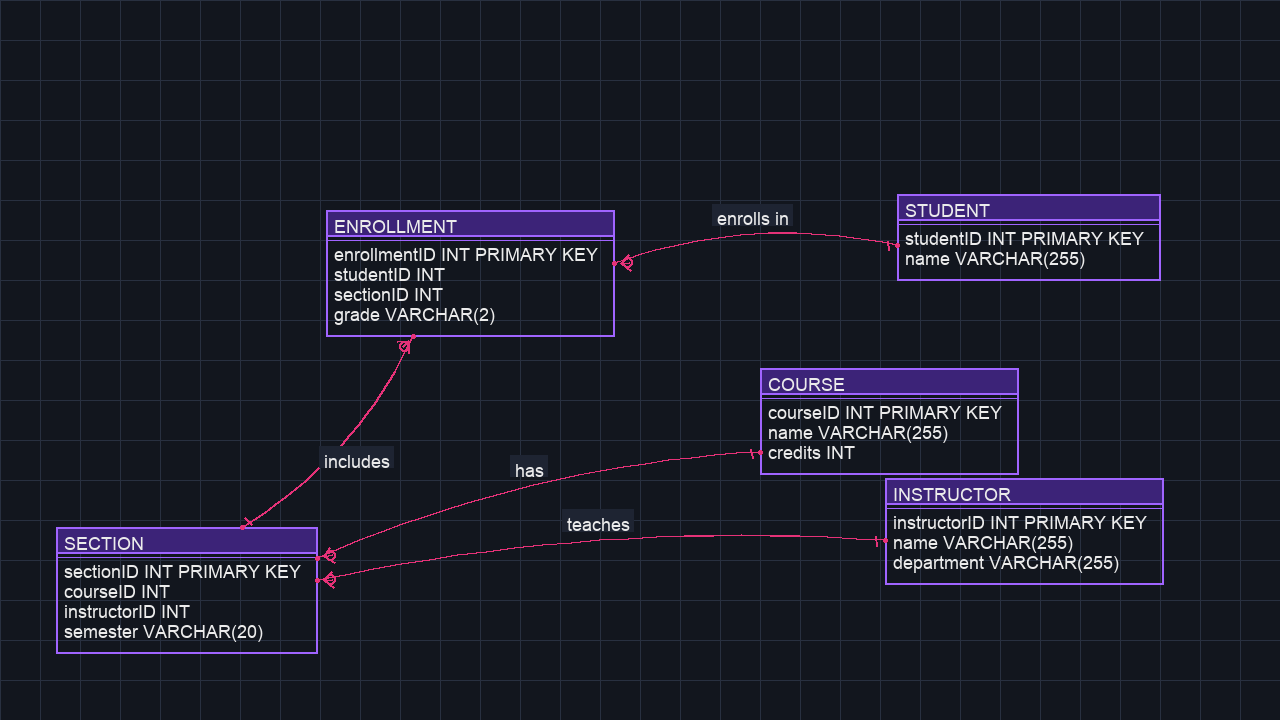 STUDENT
studentID INT PRIMARY KEY
name VARCHAR(255)
enrolls in
ENROLLMENT
enrollmentID INT PRIMARY KEY
studentID INT
sectionID INT
grade VARCHAR(2)
COURSE
courseID INT PRIMARY KEY
name VARCHAR(255)
credits INT
includes
has
INSTRUCTOR
instructorID INT PRIMARY KEY
name VARCHAR(255)
department VARCHAR(255)
teaches
SECTION
sectionID INT PRIMARY KEY
courseID INT
instructorID INT
semester VARCHAR(20)